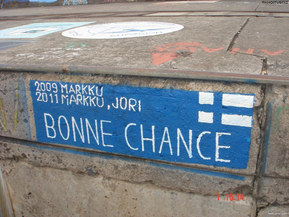 2009 MARKKU
2011 MARKKU, JORI
BONNE CHANCE